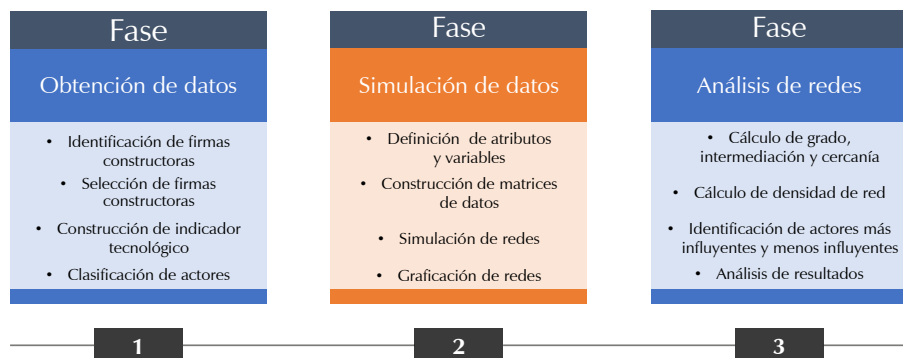 Fase
Obtención de datos
• Identificación de firmas
constructoras
• Selección de firmas
constructoras
• Construcción de indicador
tecnológico
• Clasificación de actores
Fase
Simulación de datos
• Definición de atributos
y variables
• Construcción de matrices
de datos
• Simulación de redes
• Graficación de redes
Fase
Análisis de redes
• Cálculo de grado,
intermediación y cercanía
• Cálculo de densidad de red
• Identificación de actores más
influyentes y menos influyentes
• Análisis de resultados
1
2
3